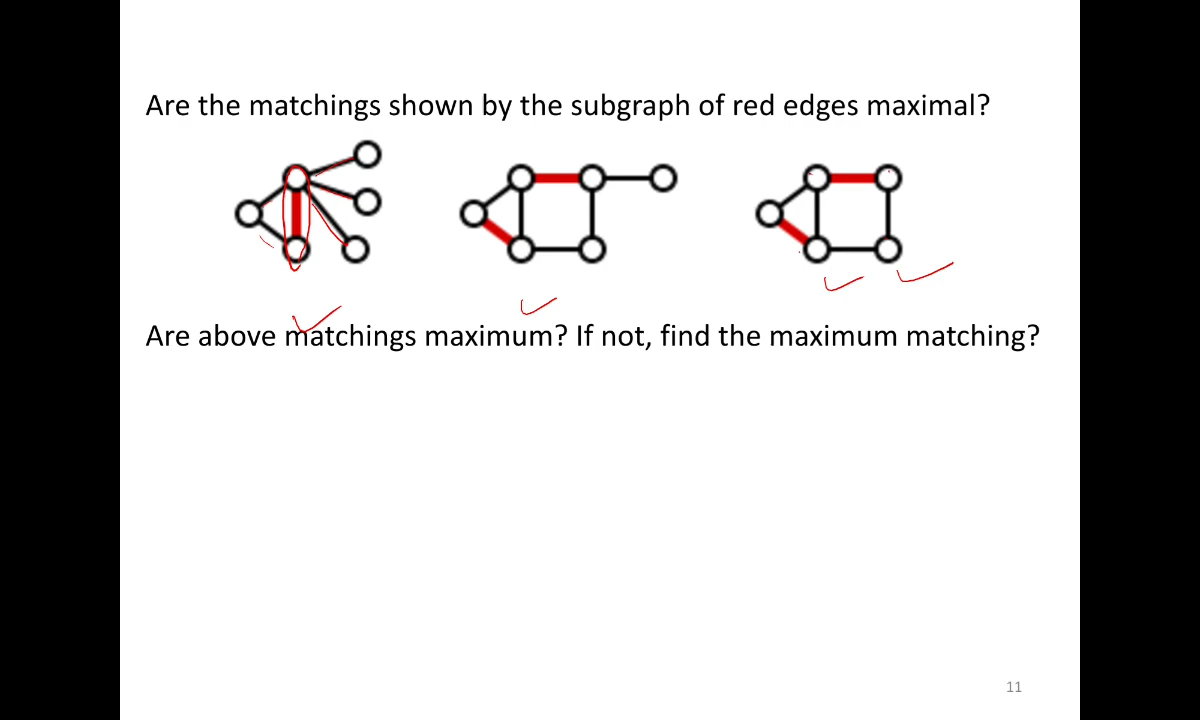 Are the matchings shown by the subgraph of red edges maximal?
Are above matchings maximum? If not, find the maximum matching?
11